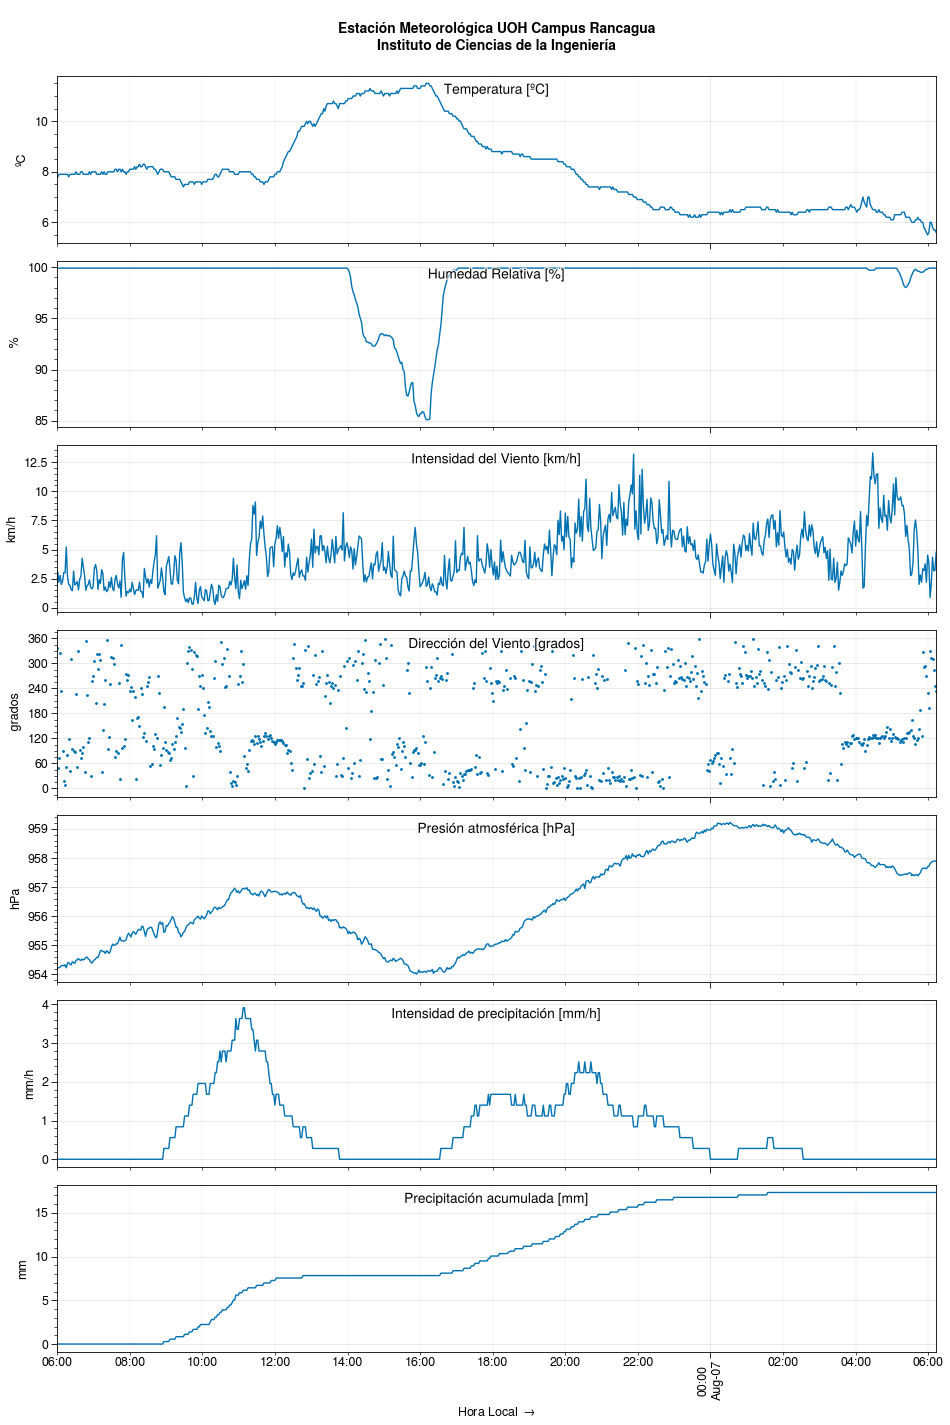 Estación Meteorológica UOH Campus Rancagua
Instituto de Ciencias de la Ingeniería
Temperatura [ºC]
ºC
10
8
6
Humedad Relativa [%]
%
100
95
90
85
Intensidad del Viento [km/h]
km/h
12.5
10
7.5
5
2.5
0
Dirección del Viento [grados]
grados
360
300
240
180
120
60
0
Presión atmosférica [hPa]
hPa
959
958
957
956
955
954
Intensidad de precipitación [mm/h]
mm/h
4
3
2
1
0
Precipitación acumulada [mm]
mm
15
10
5
0
06:00 08:00 10:00 12:00 14:00 16:00 18:00 20:00 22:00 00:00 02:00 04:00 06:00
Aug-07
Hora Local →